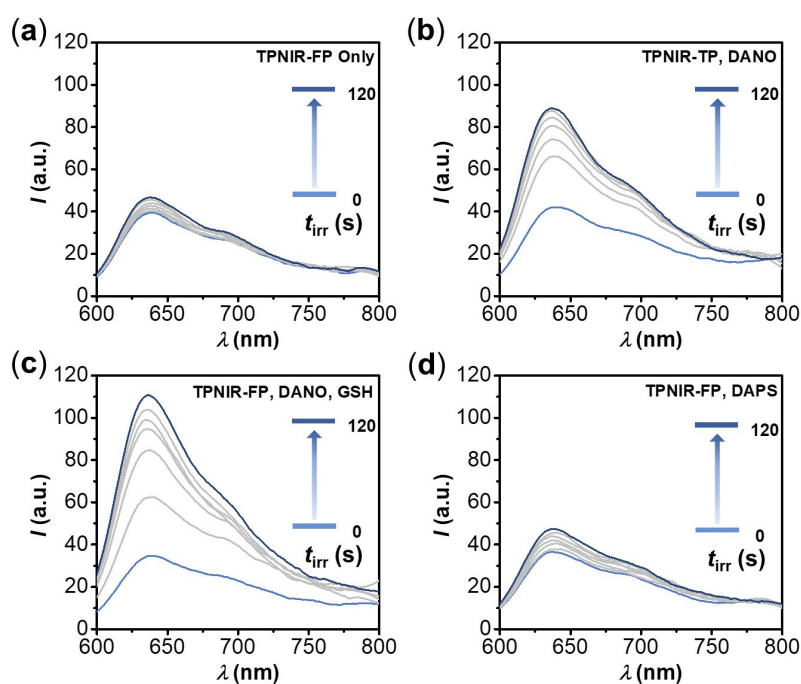 (a)
TPNIR-FP Only
120
0
t_irr (s)
I (a.u.)
120
100
80
60
40
20
0
600 650 700 750 800
λ (nm)
(b)
TPNIR-TP, DANO
120
0
t_irr (s)
I (a.u.)
120
100
80
60
40
20
0
600 650 700 750 800
λ (nm)
(c)
TPNIR-FP, DANO, GSH
120
0
t_irr (s)
I (a.u.)
120
100
80
60
40
20
0
600 650 700 750 800
λ (nm)
(d)
TPNIR-FP, DAPS
120
0
t_irr (s)
I (a.u.)
120
100
80
60
40
20
0
600 650 700 750 800
λ (nm)